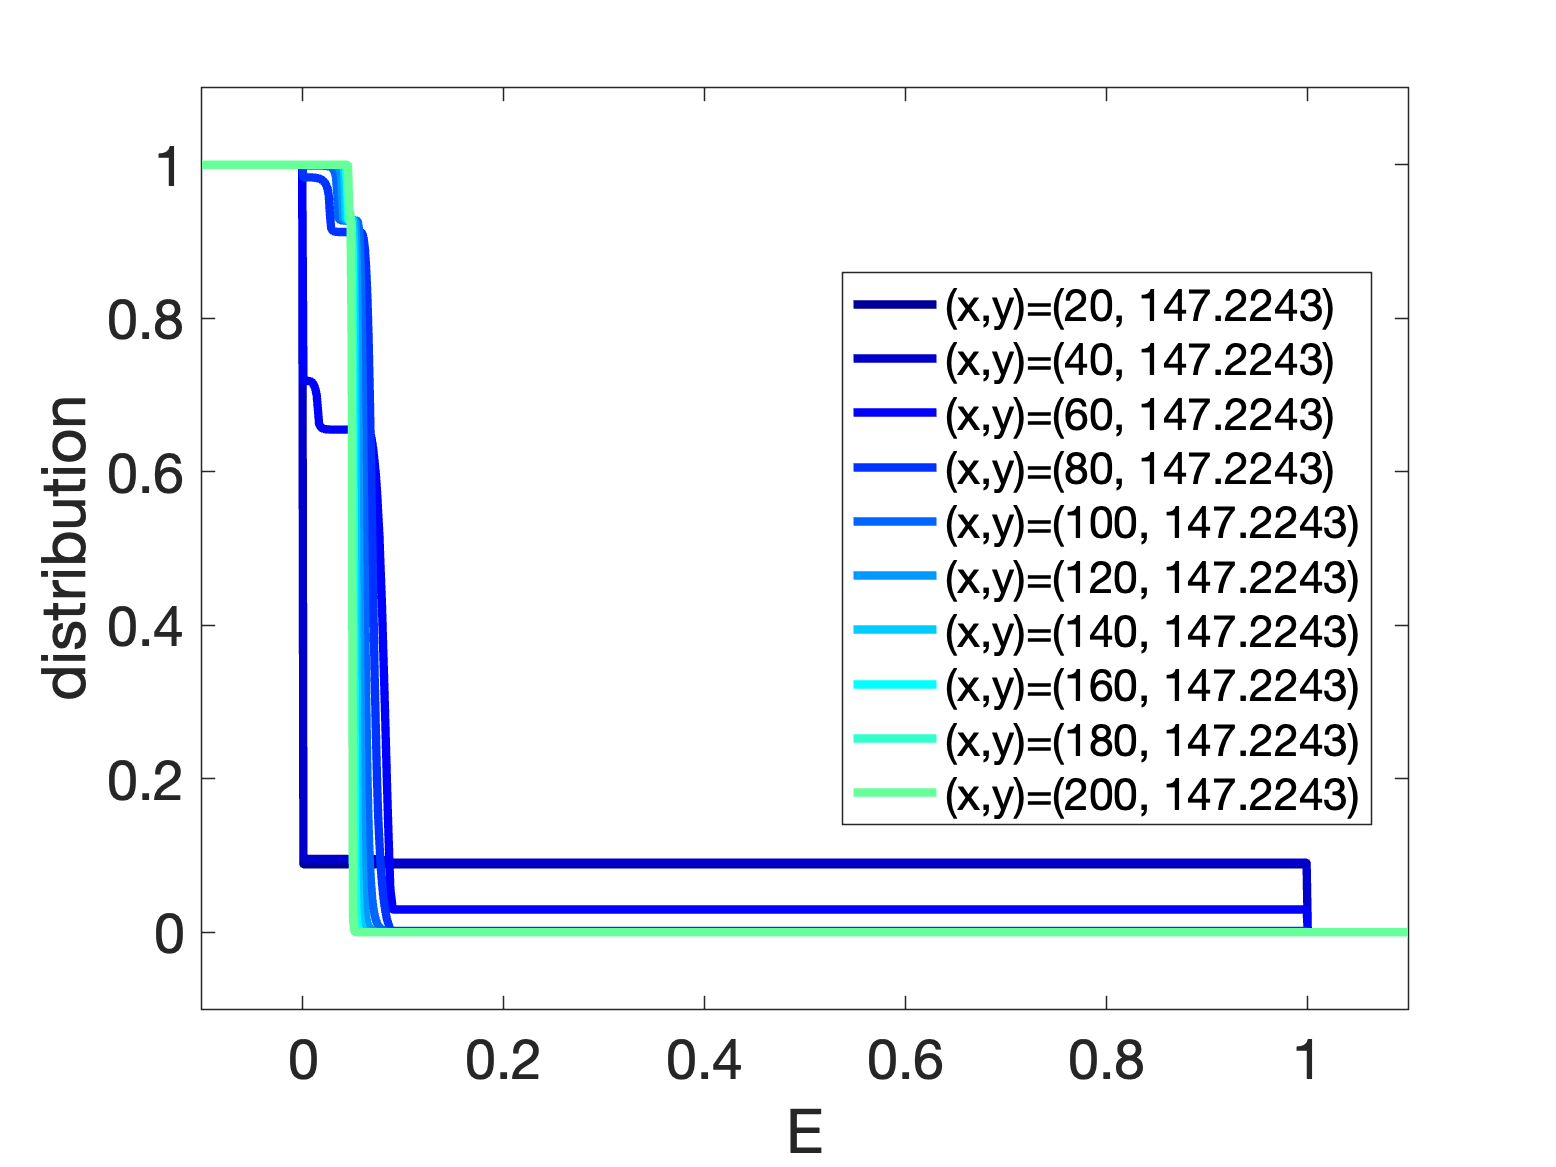 1
0.8
0.6
0.4
0.2
0
distribution
(x,y)=(20, 147.2243)
(x,y)=(40, 147.2243)
(x,y)=(60, 147.2243)
(x,y)=(80, 147.2243)
(x,y)=(100, 147.2243)
(x,y)=(120, 147.2243)
(x,y)=(140, 147.2243)
(x,y)=(160, 147.2243)
(x,y)=(180, 147.2243)
(x,y)=(200, 147.2243)
0 0.2 0.4 0.6 0.8 1
E